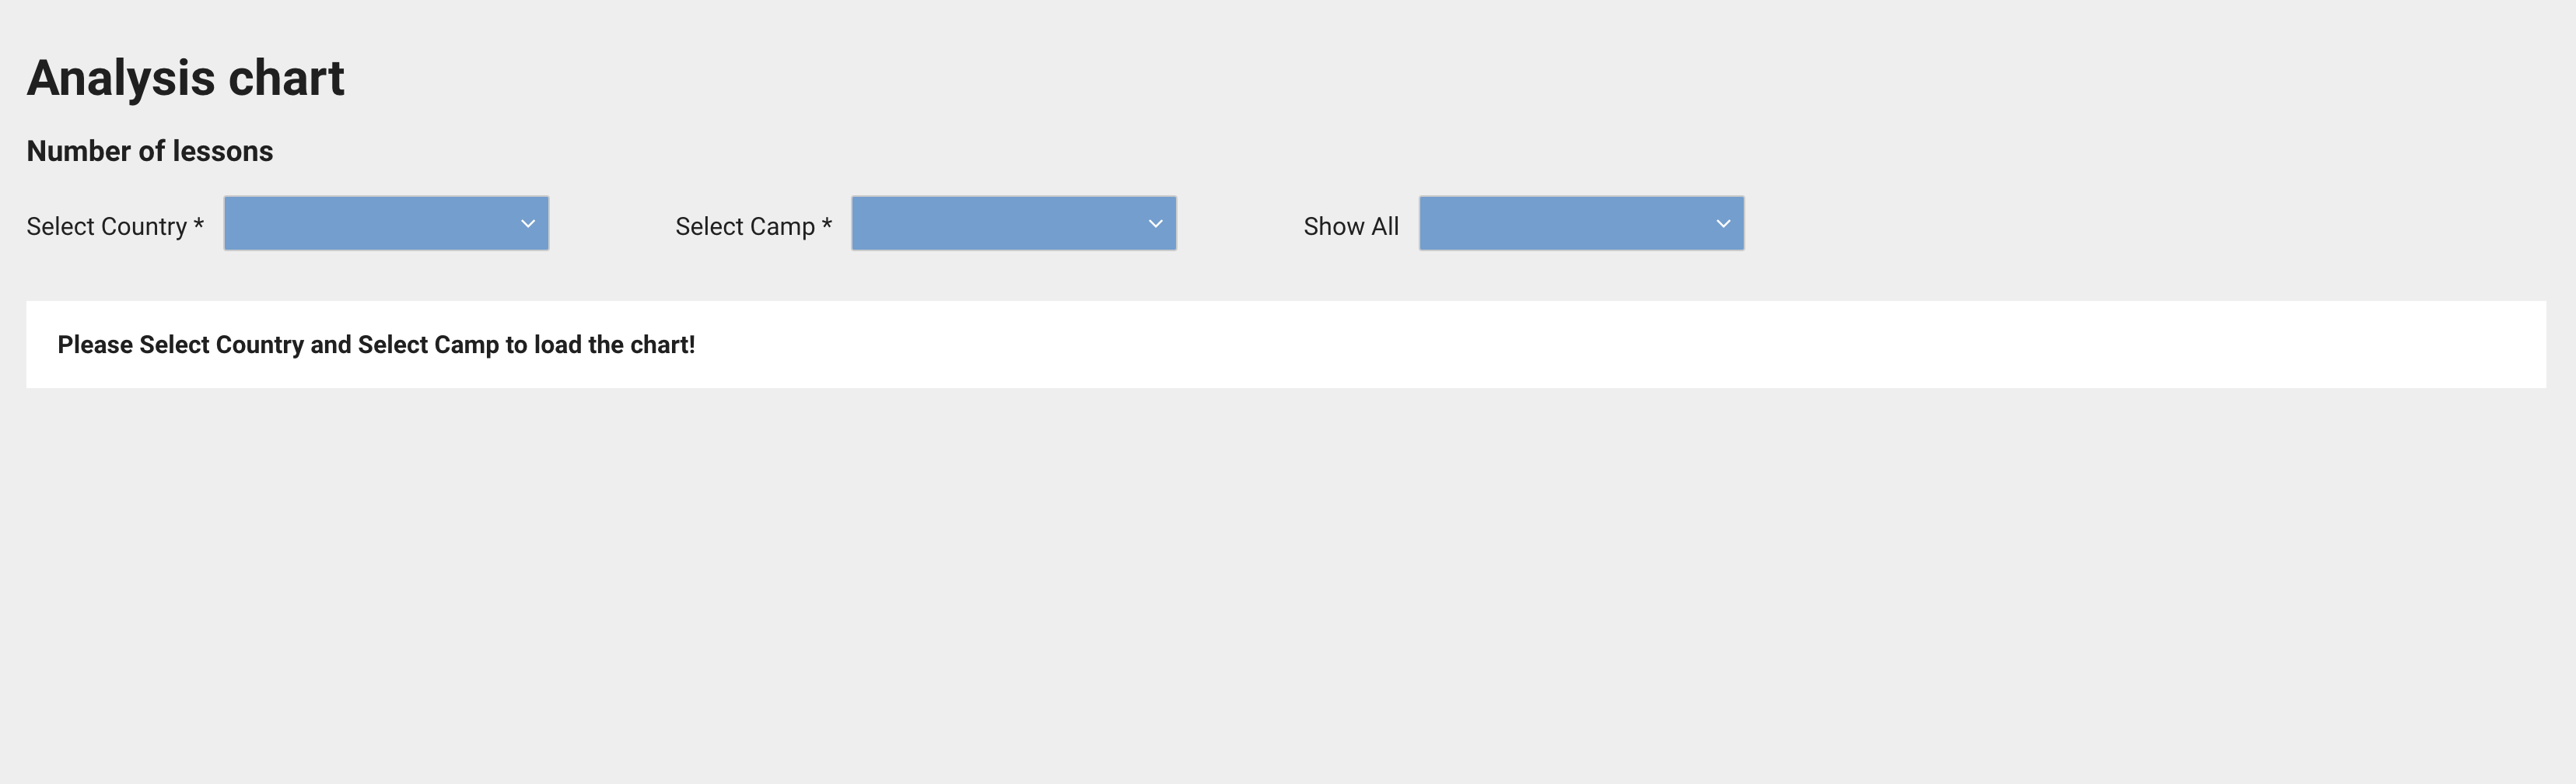 Analysis chart
Number of lessons
Select Country *
Select Camp *
Show All
Please Select Country and Select Camp to load the chart!